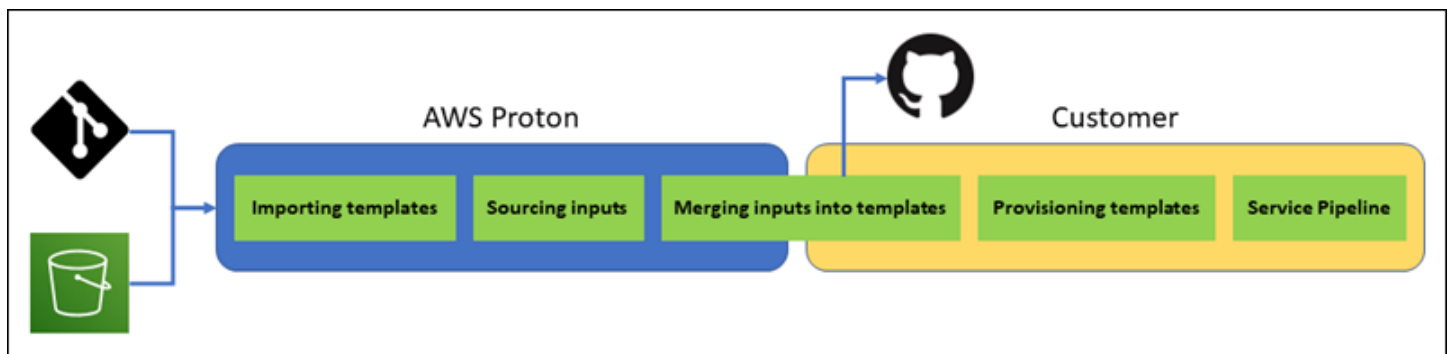 AWS Proton
Customer
Importing templates
Sourcing inputs
Merging inputs into templates
Provisioning templates
Service Pipeline